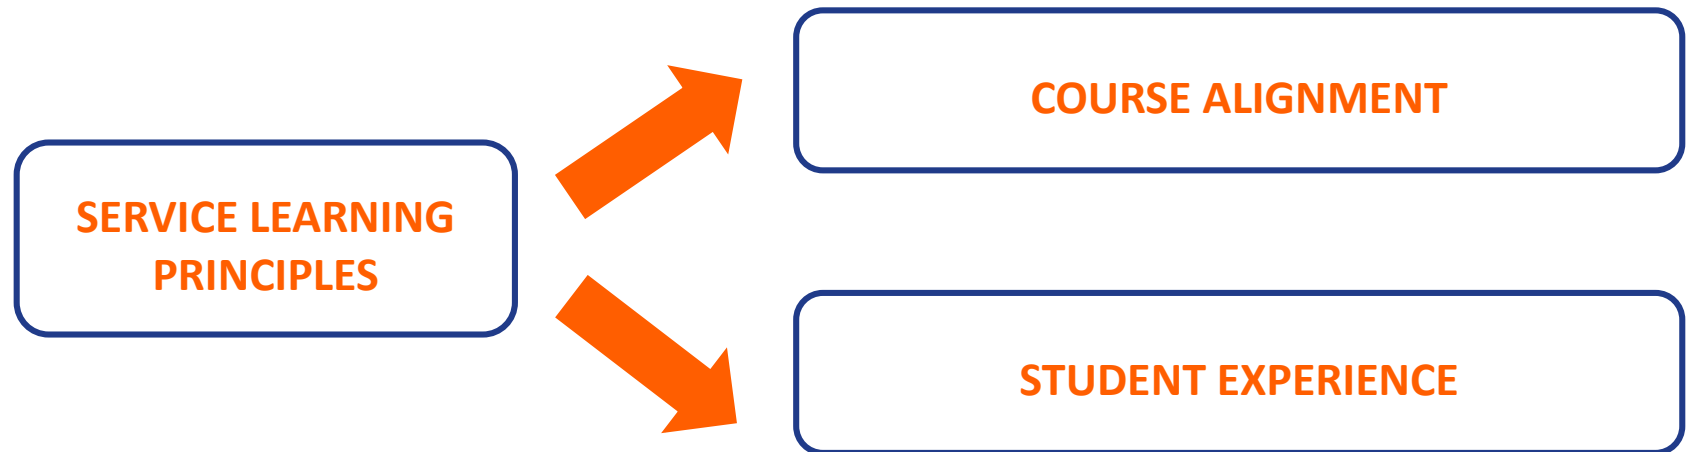 SERVICE LEARNING
PRINCIPLES
COURSE ALIGNMENT
STUDENT EXPERIENCE